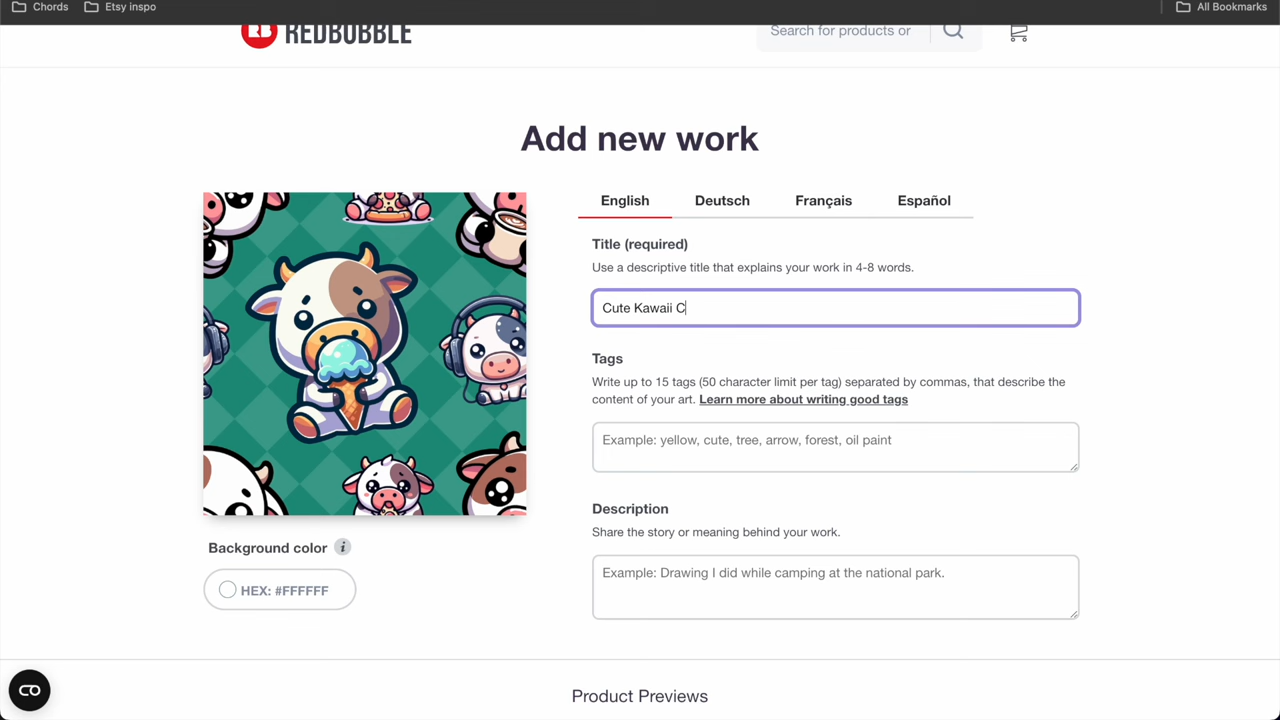 Chords
Etsy inspo
All Bookmarks
RB REDBUBBLE
Search for products or
Add new work
English
Deutsch
Français
Español
Title (required)
Use a descriptive title that explains your work in 4-8 words.
Cute Kawaii C
Tags
Write up to 15 tags (50 character limit per tag) separated by commas, that describe the
content of your art. Learn more about writing good tags
Example: yellow, cute, tree, arrow, forest, oil paint
Description
Share the story or meaning behind your work.
Example: Drawing I did while camping at the national park.
Background color i
HEX: #FFFFFF
Product Previews